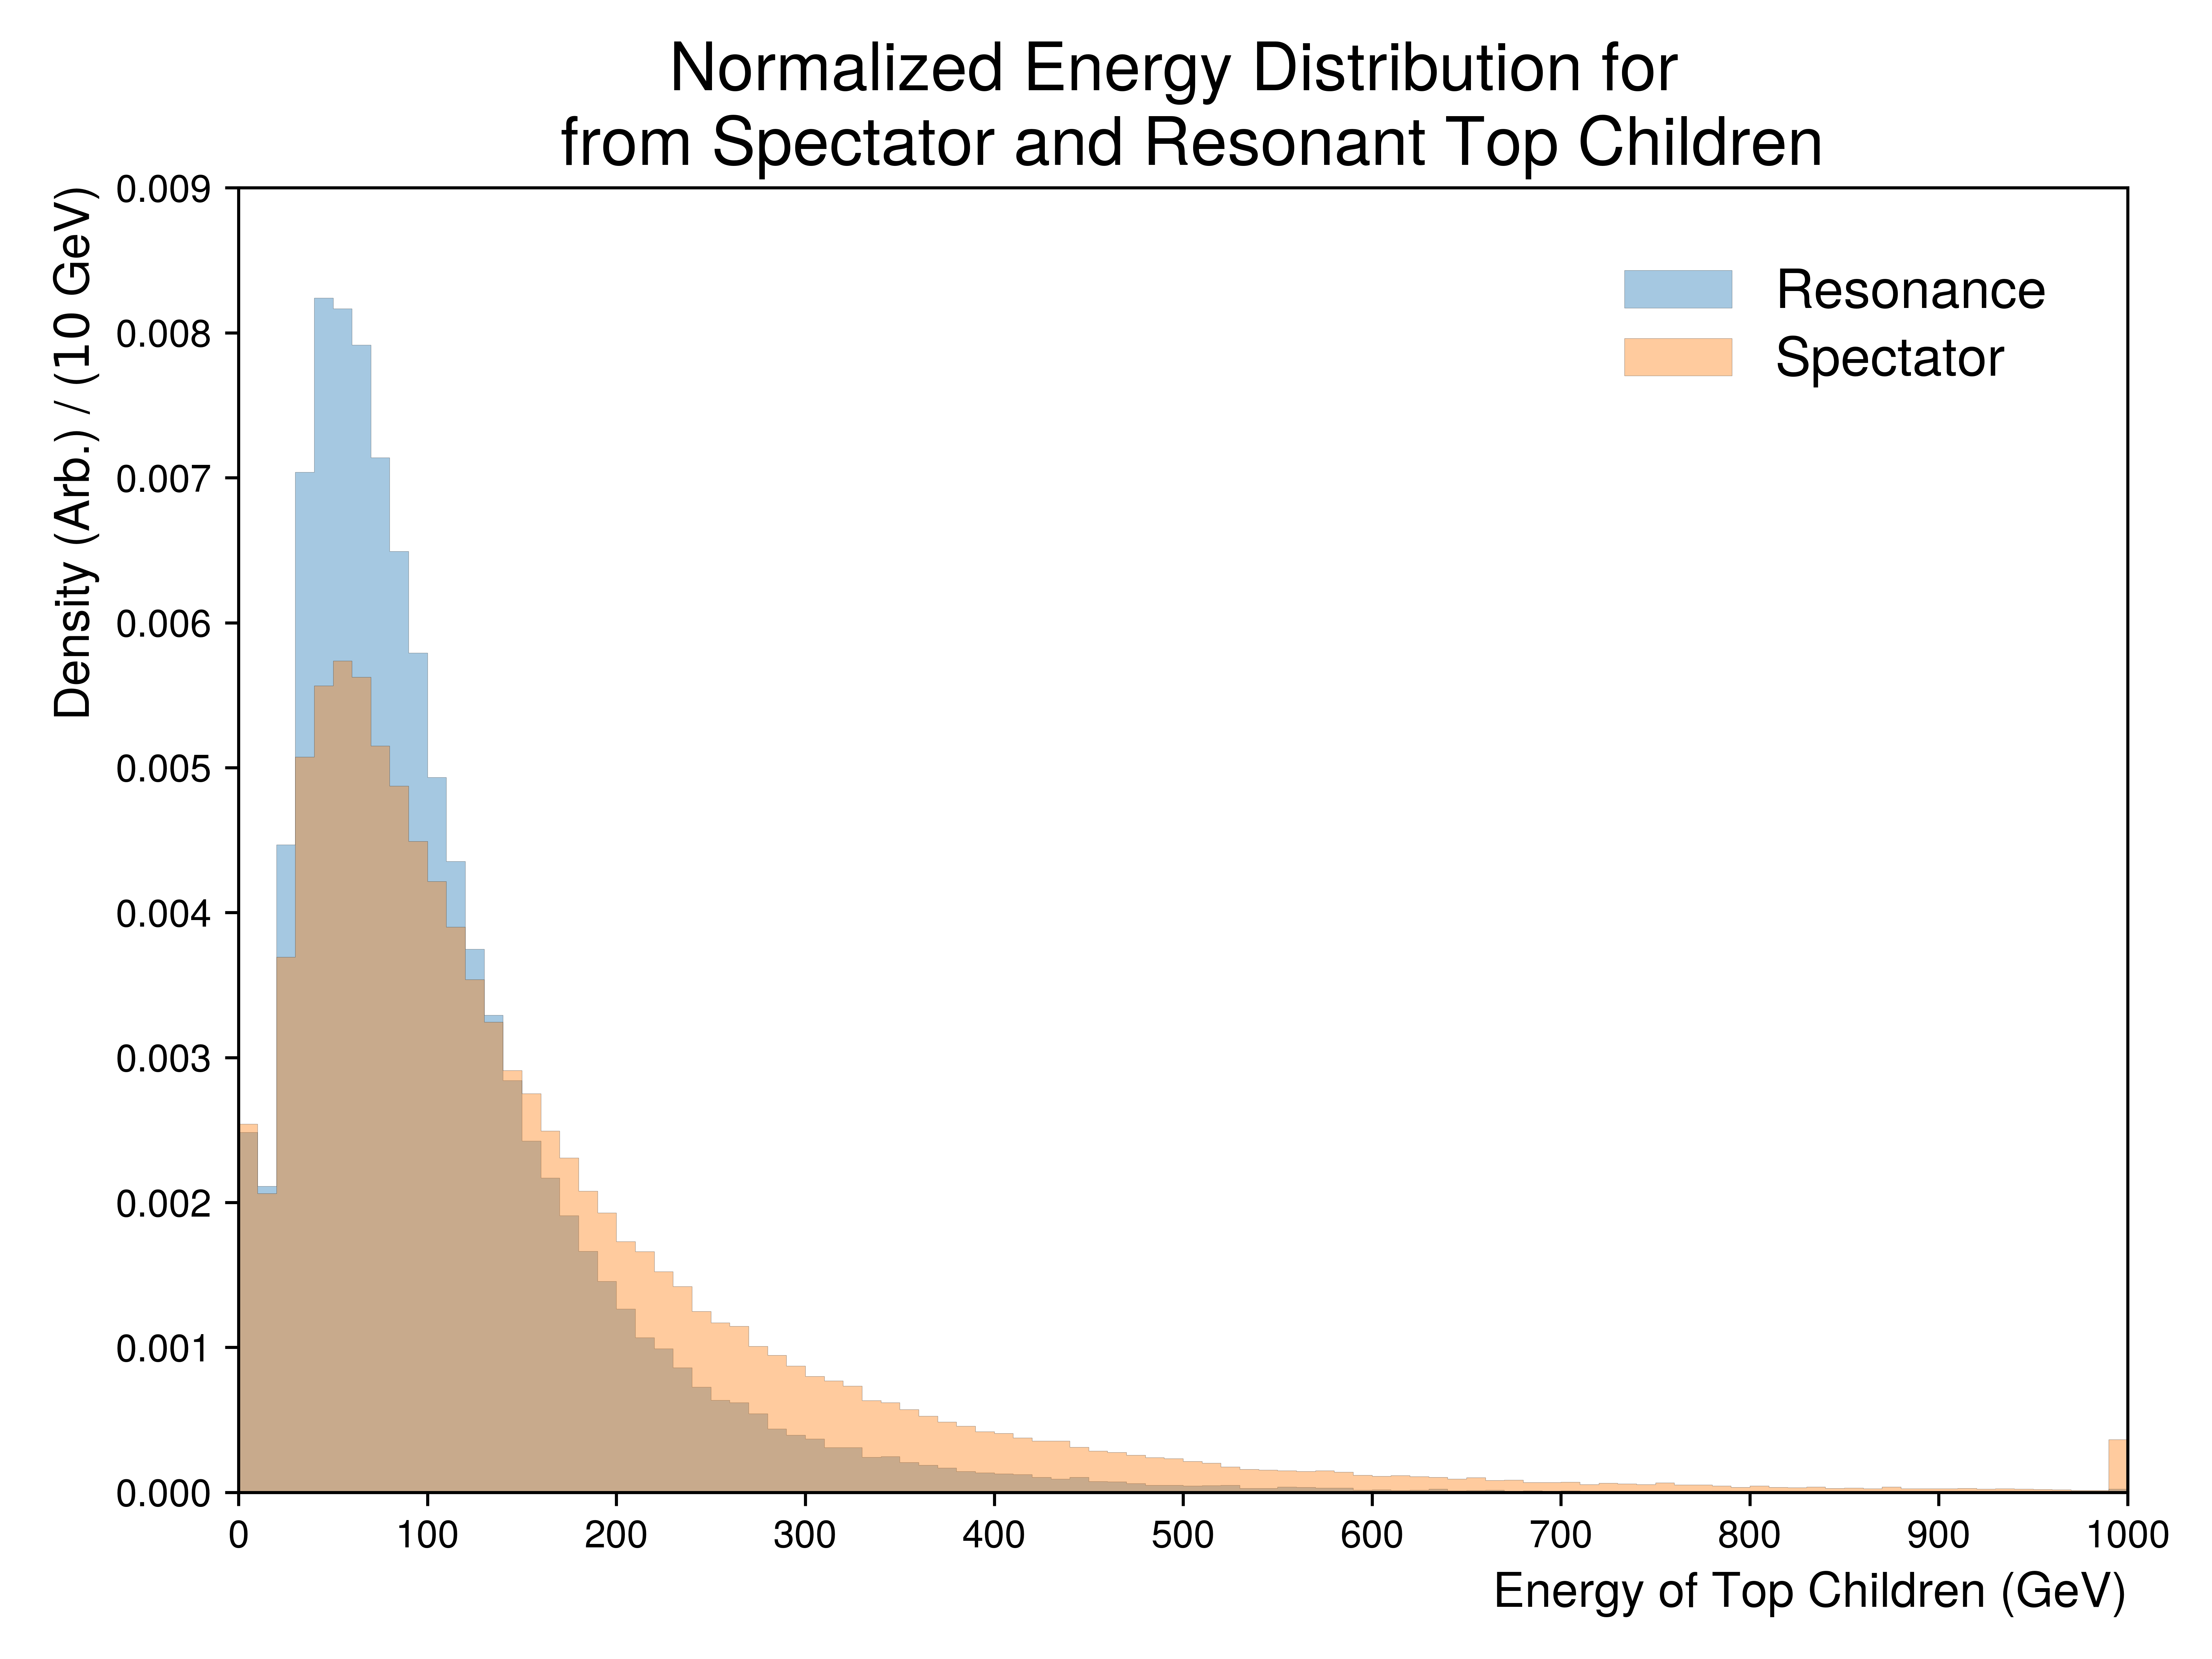 Normalized Energy Distribution for
from Spectator and Resonant Top Children
Density (Arb.) / (10 GeV)
0.009
0.008
0.007
0.006
0.005
0.004
0.003
0.002
0.001
0.000
Resonance
Spectator
0 100 200 300 400 500 600 700 800 900 1000
Energy of Top Children (GeV)